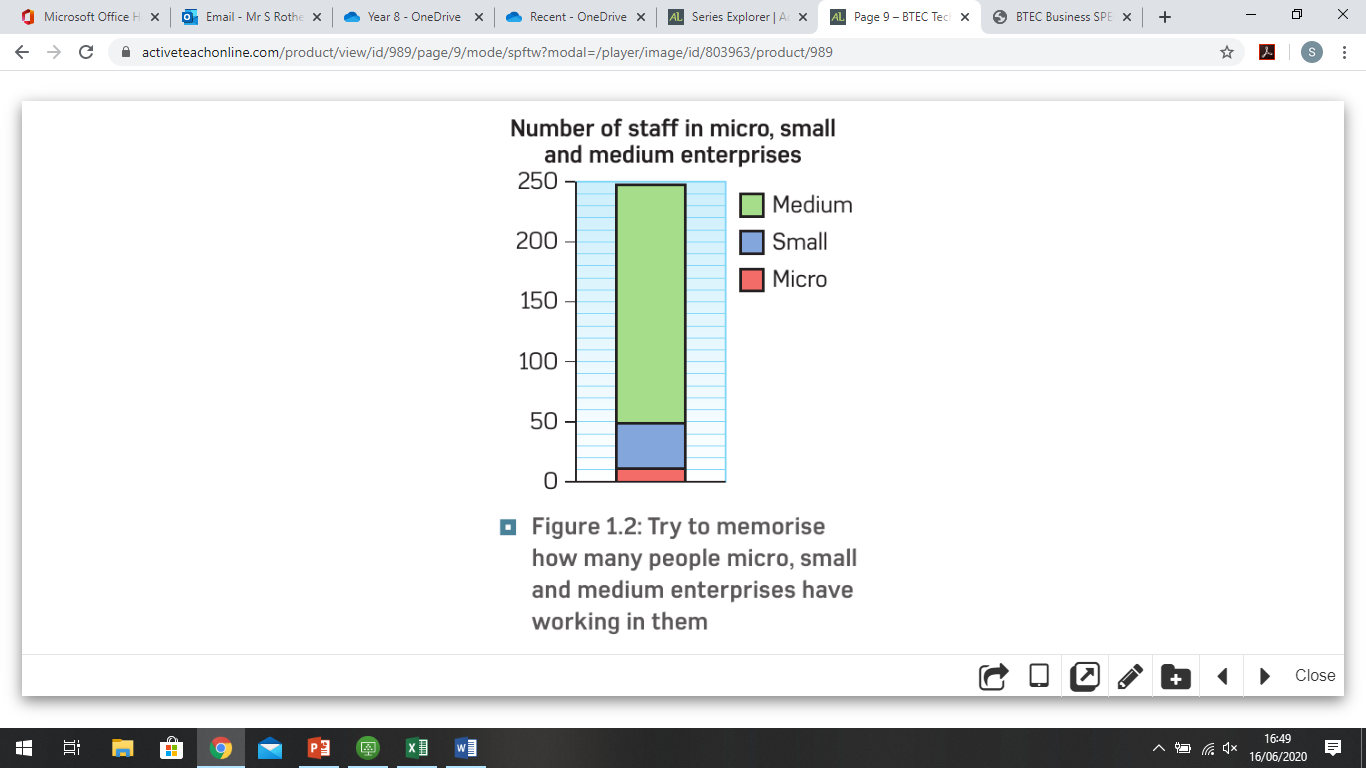 Microsoft Office H
Email - Mr S Rothe
Year 8 - OneDrive
Recent - OneDrive
Series Explorer | Ac
Page 9 – BTEC Tec
BTEC Business SPE
activeteachonline.com/product/view/id/989/page/9/mode/spftw?modal=/player/image/id/803963/product/989
S
Number of staff in micro, small
and medium enterprises
250
200
150
100
50
0
Medium
Small
Micro
Figure 1.2: Try to memorise
how many people micro, small
and medium enterprises have
working in them
Close
16:49
16/06/2020